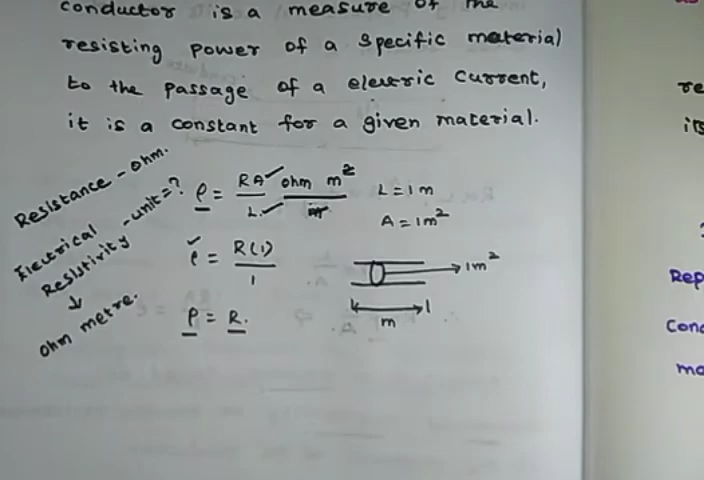 conductor is a measure of the
resisting power of a specific material
to the passage of a electric current,
it is a constant for a given material.
Resistance - ohm.
Electrical
Resistivity - unit = ?
↓
ohm metre.
ρ = RA/L ohm m²/m
L = 1m
A = 1m²
ρ = R(1)/1
ρ = R.
1m²
1
m
re
Rep
Cond
ma